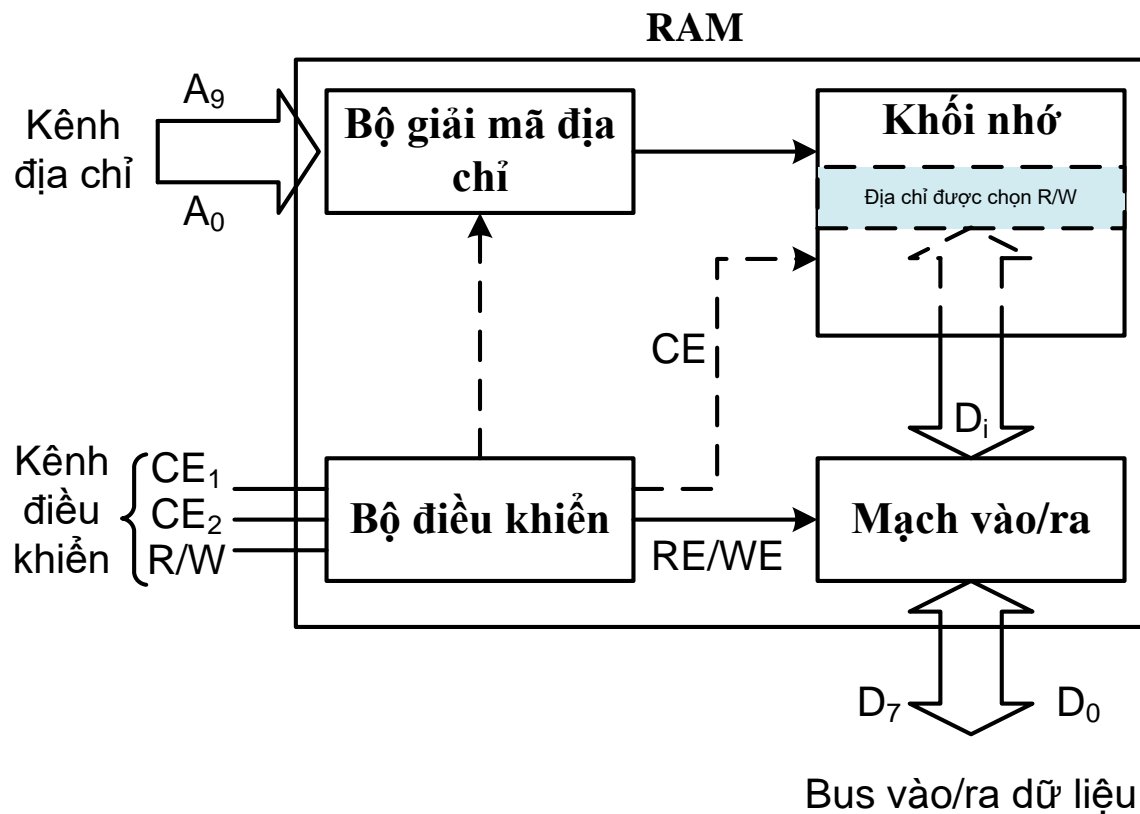 RAM
A₉
Kênh
địa chỉ
A₀
Bộ giải mã địa
chỉ
Khối nhớ
Địa chỉ được chọn R/W
CE
Dᵢ
Kênh
điều
khiển
CE₁
CE₂
R/W
Bộ điều khiển
RE/WE
Mạch vào/ra
D₇
D₀
Bus vào/ra dữ liệu